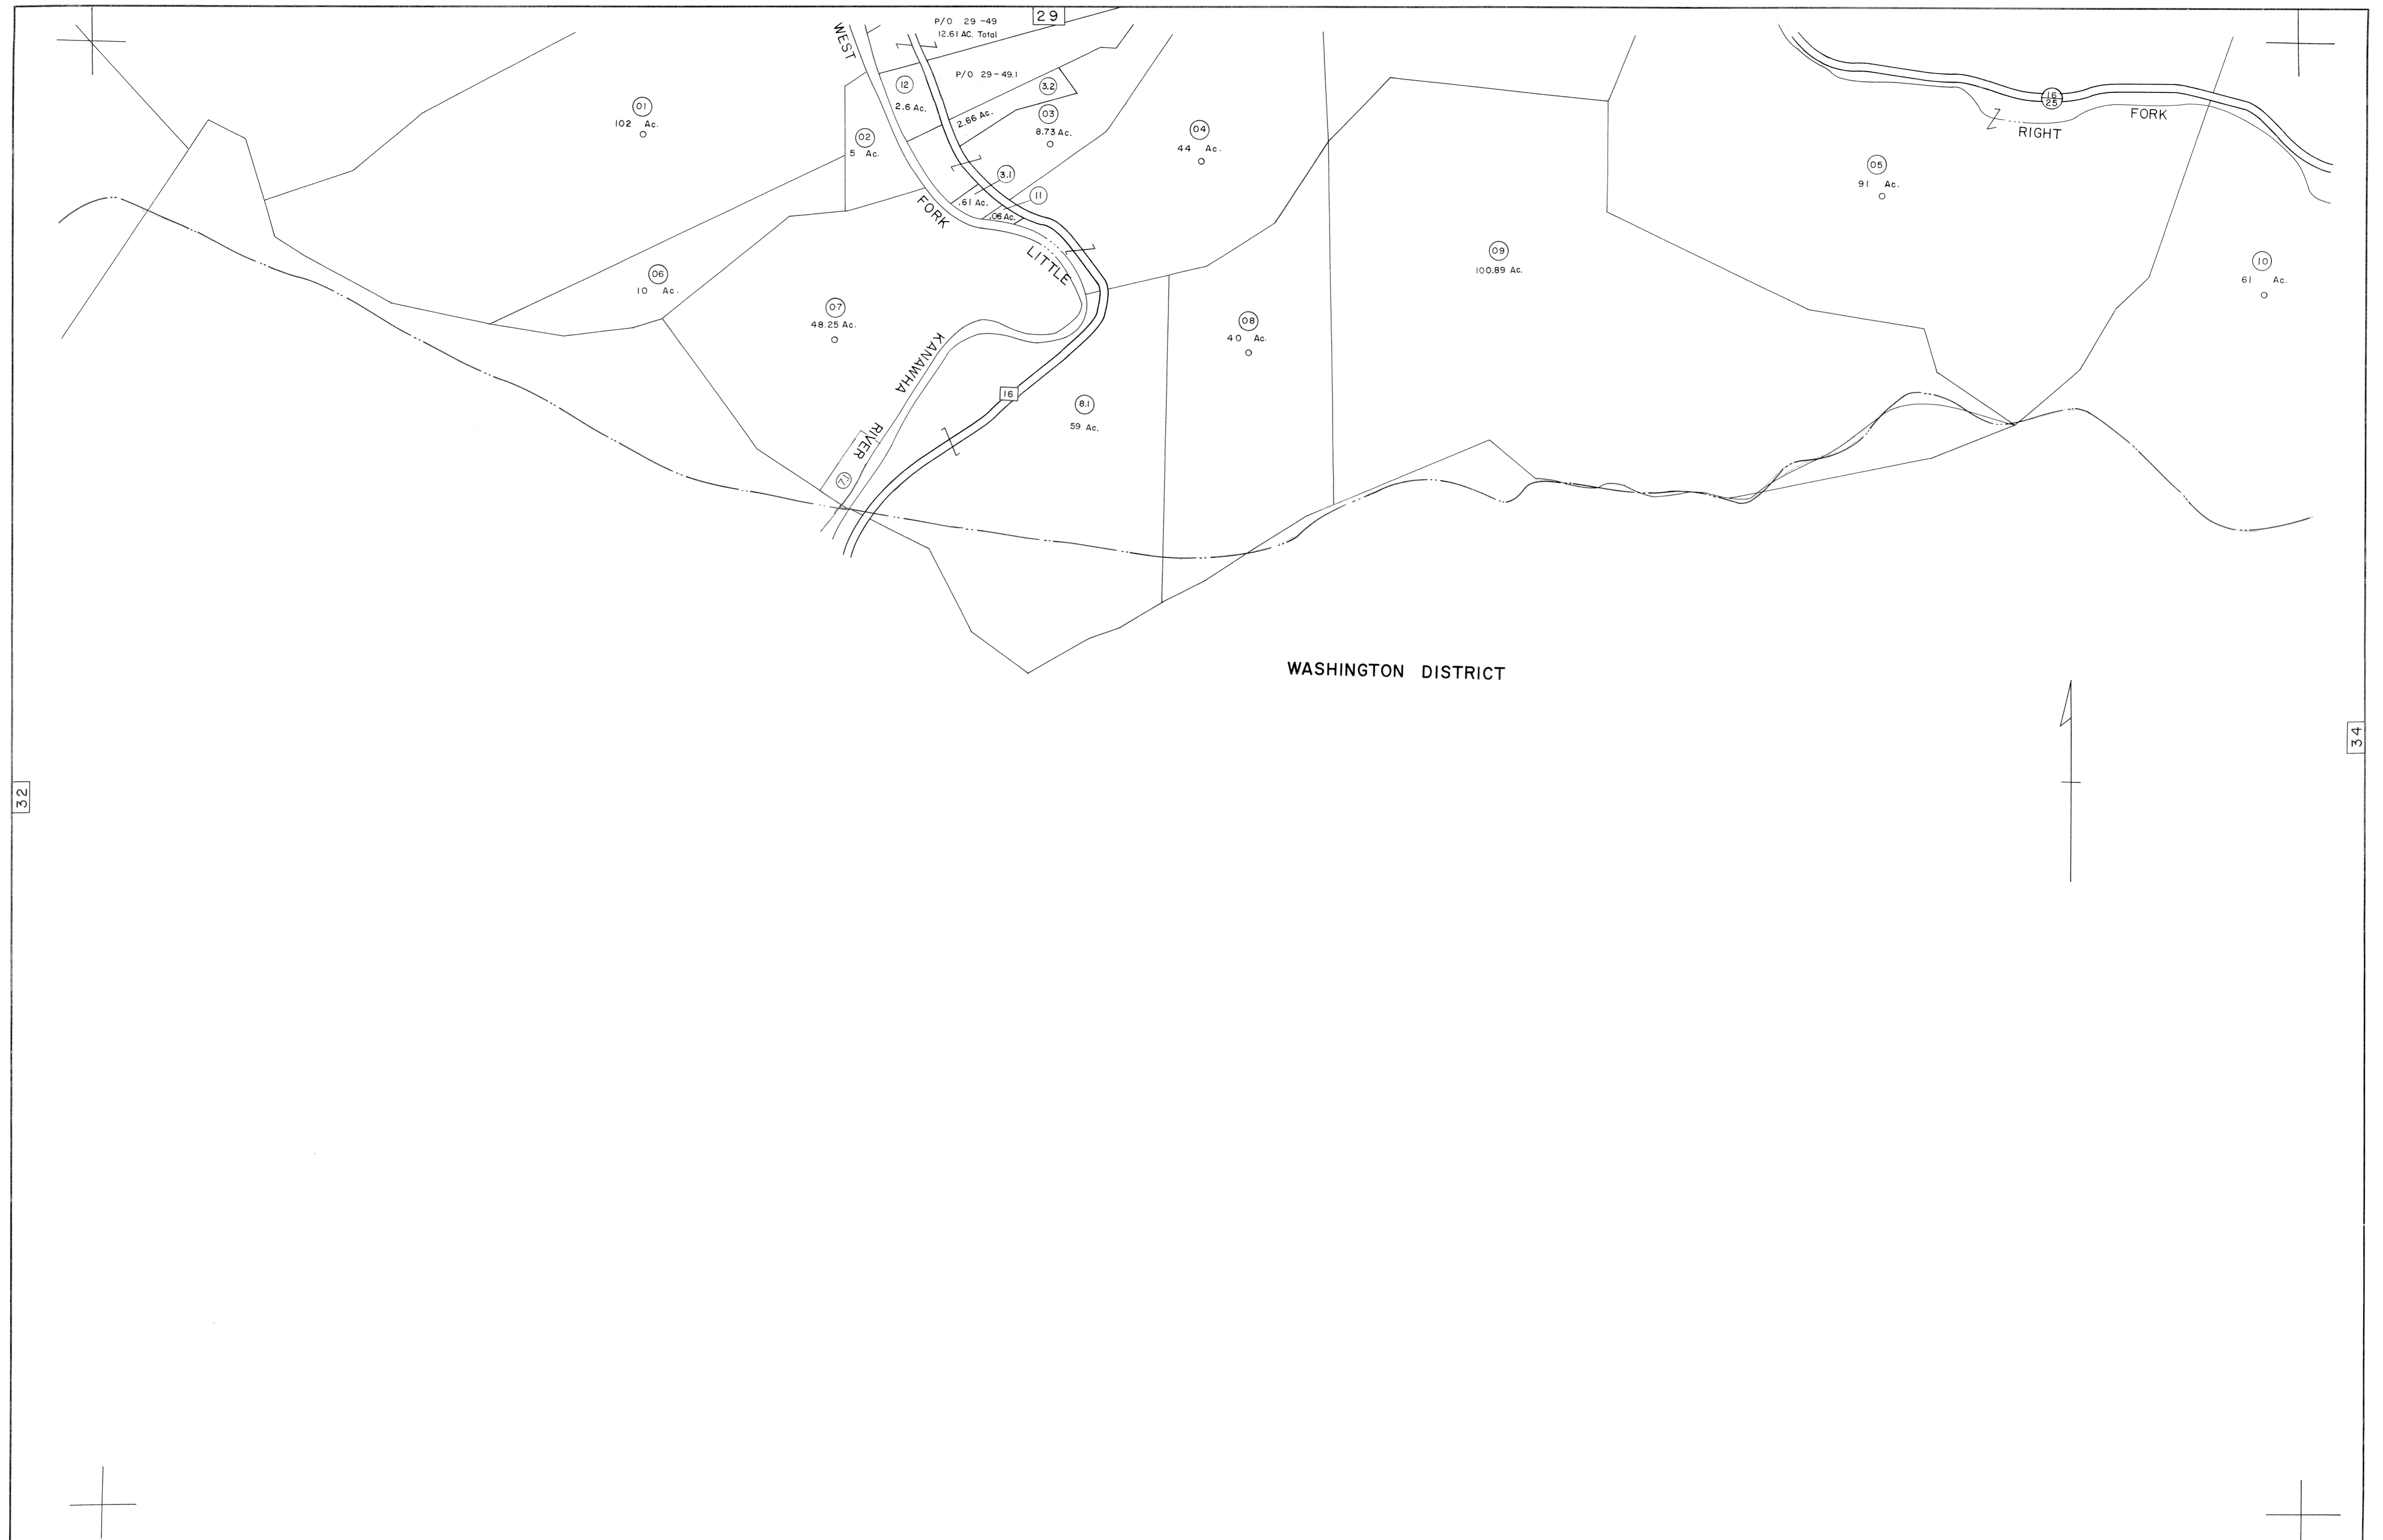 29
P/O 29-49
12.61 AC. Total
WEST
P/O 29-49.1
12
2.6 Ac.
3.2
2.66 Ac.
01
102 Ac.
02
5 Ac.
03
8.73 Ac.
04
44 Ac.
16
25
RIGHT
FORK
05
91 Ac.
3.1
.61 Ac.
11
.06 Ac.
FORK
LITTLE
06
10 Ac.
07
48.25 Ac.
09
100.89 Ac.
10
61 Ac.
08
40 Ac.
KANAWHA
16
8.1
59 Ac.
RIVER
7.1
WASHINGTON DISTRICT
32
34